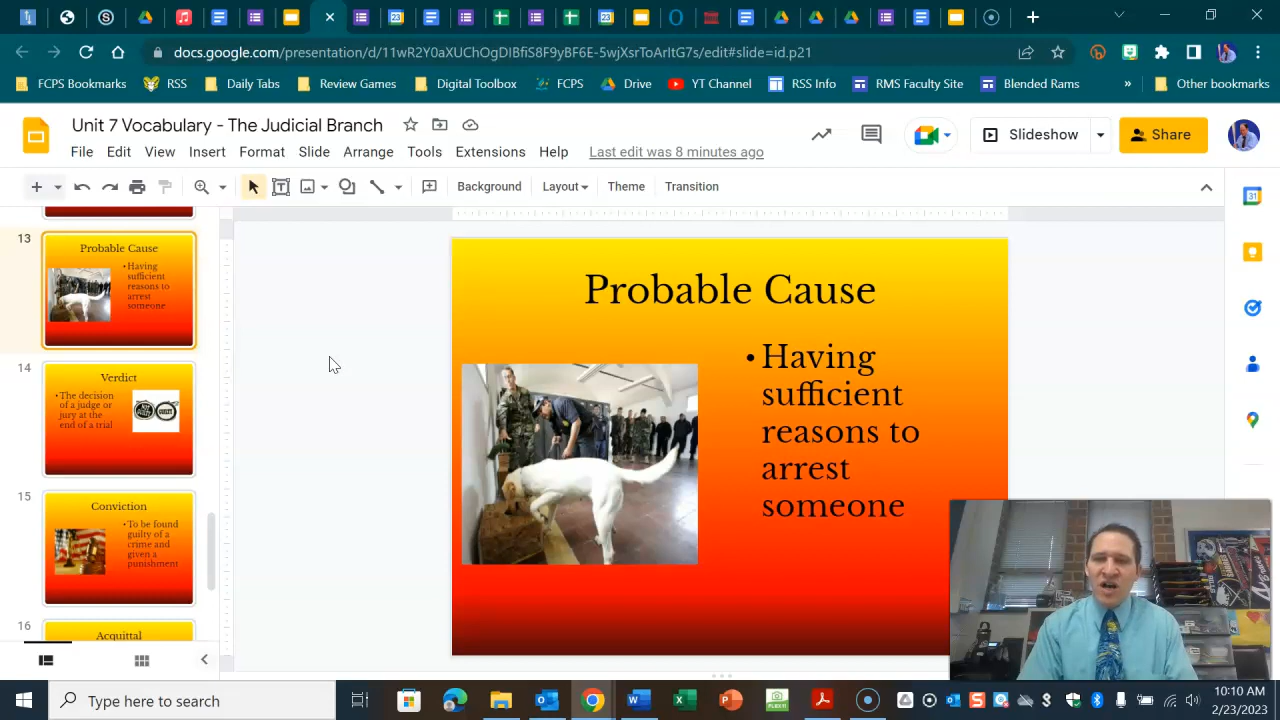 docs.google.com/presentation/d/11wR2Y0aXUChOgDIBfiS8F9yBF6E-5wjXsrToArItG7s/edit#slide=id.p21
FCPS Bookmarks RSS Daily Tabs Review Games Digital Toolbox FCPS Drive YT Channel RSS Info RMS Faculty Site Blended Rams » Other bookmarks
Unit 7 Vocabulary - The Judicial Branch
Slideshow
Share
File Edit View Insert Format Slide Arrange Tools Extensions Help Last edit was 8 minutes ago
Background Layout Theme Transition
13
Probable Cause
• Having
sufficient
reasons to
arrest
someone
14
Verdict
• The decision
of a judge or
jury at the
end of a trial
15
Conviction
• To be found
guilty of a
crime and
given a
punishment
16
Acquittal
Probable Cause
• Having
sufficient
reasons to
arrest
someone
Type here to search
10:10 AM
2/23/2023